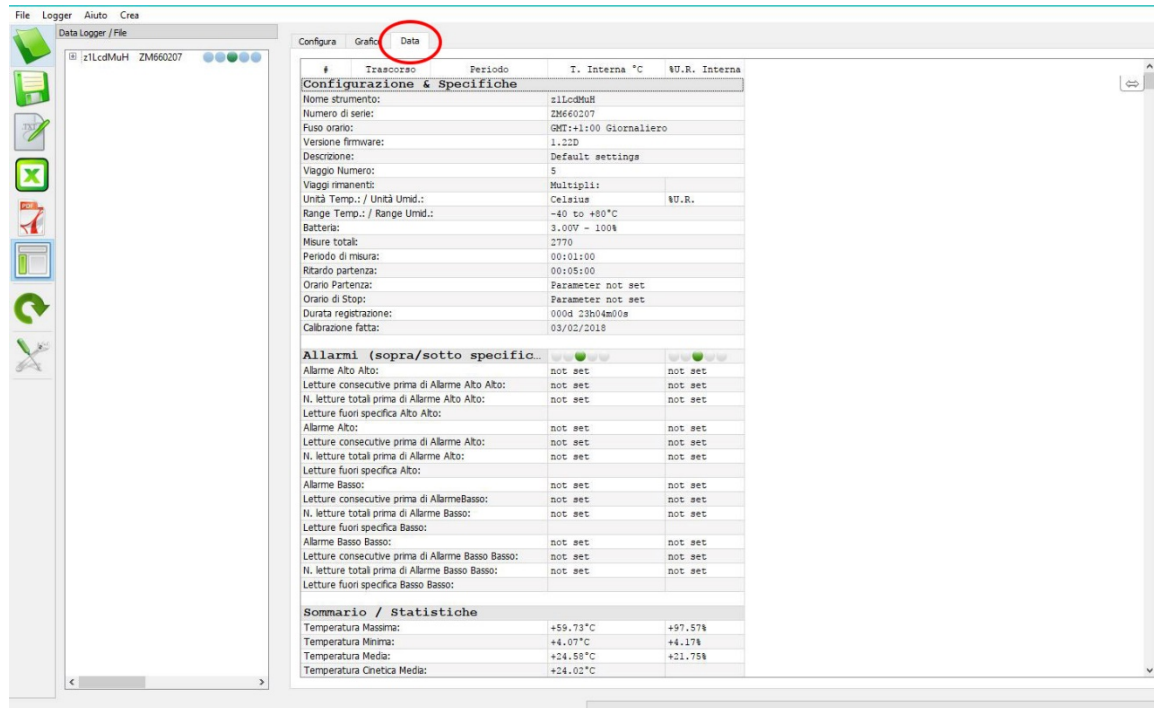 File Logger Aiuto Crea
Data Logger / File
z1LcdMuH ZM660207
Configura Grafico Data
# Trascorso Periodo T. Interna °C %U.R. Interna
Configurazione & Specifiche
Nome strumento: z1LcdMuH
Numero di serie: ZM660207
Fuso orario: GMT:+1:00 Giornaliero
Versione firmware: 1.22D
Descrizione: Default settings
Viaggio Numero: 5
Viaggi rimanenti: Multipli:
Unità Temp.: / Unità Umid.: Celsius %U.R.
Range Temp.: / Range Umid.: -40 to +80°C
Batteria: 3.00V - 100%
Misure totali: 2770
Periodo di misura: 00:01:00
Ritardo partenza: 00:05:00
Orario Partenza: Parameter not set
Orario di Stop: Parameter not set
Durata registrazione: 000d 23h04m00s
Calibrazione fatta: 03/02/2018
Allarmi (sopra/sotto specific...
Allarme Alto Alto: not set not set
Letture consecutive prima di Allarme Alto Alto: not set not set
N. letture totali prima di Allarme Alto Alto: not set not set
Letture fuori specifica Alto Alto:
Allarme Alto: not set not set
Letture consecutive prima di Allarme Alto: not set not set
N. letture totali prima di Allarme Alto: not set not set
Letture fuori specifica Alto:
Allarme Basso: not set not set
Letture consecutive prima di AllarmeBasso: not set not set
N. letture totali prima di Allarme Basso: not set not set
Letture fuori specifica Basso:
Allarme Basso Basso: not set not set
Letture consecutive prima di Allarme Basso Basso: not set not set
N. letture totali prima di Allarme Basso Basso: not set not set
Letture fuori specifica Basso Basso:
Sommario / Statistiche
Temperatura Massima: +59.73°C +97.57%
Temperatura Minima: +4.07°C +4.17%
Temperatura Media: +24.58°C +21.75%
Temperatura Cinetica Media: +24.02°C